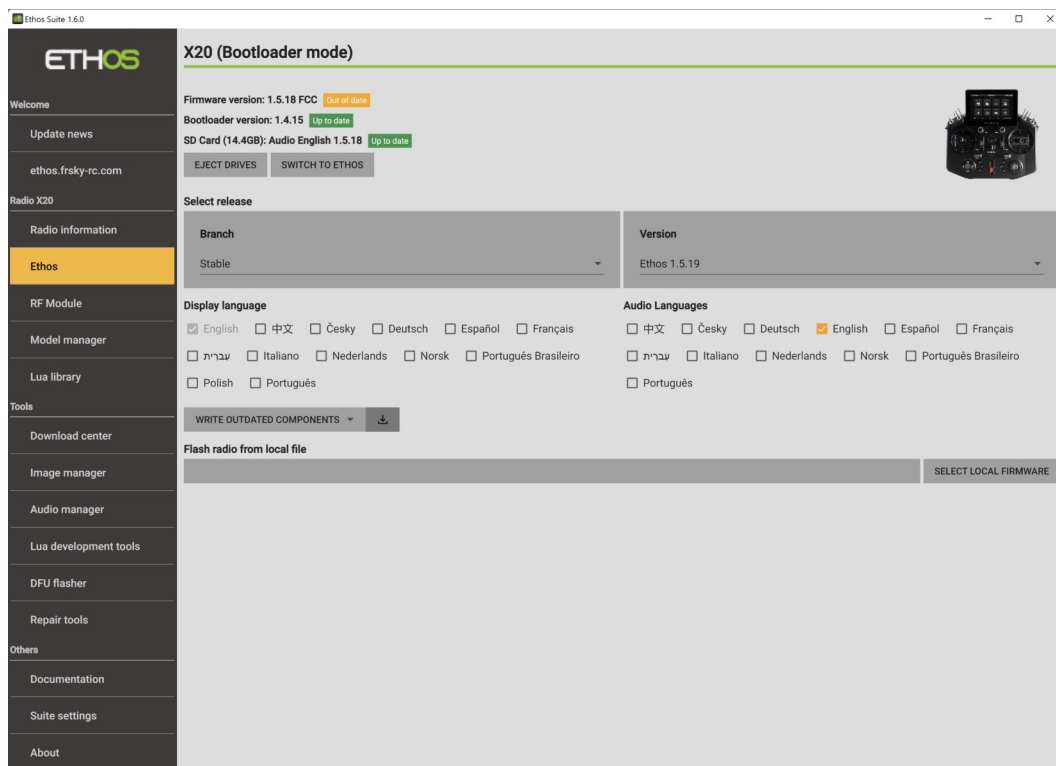 Ethos Suite 1.6.0
ETHOS
Welcome
Update news
ethos.frsky-rc.com
Radio X20
Radio information
Ethos
RF Module
Model manager
Lua library
Tools
Download center
Image manager
Audio manager
Lua development tools
DFU flasher
Repair tools
Others
Documentation
Suite settings
About
X20 (Bootloader mode)
Firmware version: 1.5.18 FCC Out of date
Bootloader version: 1.4.15 Up to date
SD Card (14.4GB): Audio English 1.5.18 Up to date
EJECT DRIVES SWITCH TO ETHOS
Select release
Branch
Stable
Version
Ethos 1.5.19
Display language
English 中文 Česky Deutsch Español Français
עברית Italiano Nederlands Norsk Português Brasileiro
Polish Português
Audio Languages
中文 Česky Deutsch English Español Français
עברית Italiano Nederlands Norsk Português Brasileiro
Português
WRITE OUTDATED COMPONENTS
Flash radio from local file
SELECT LOCAL FIRMWARE